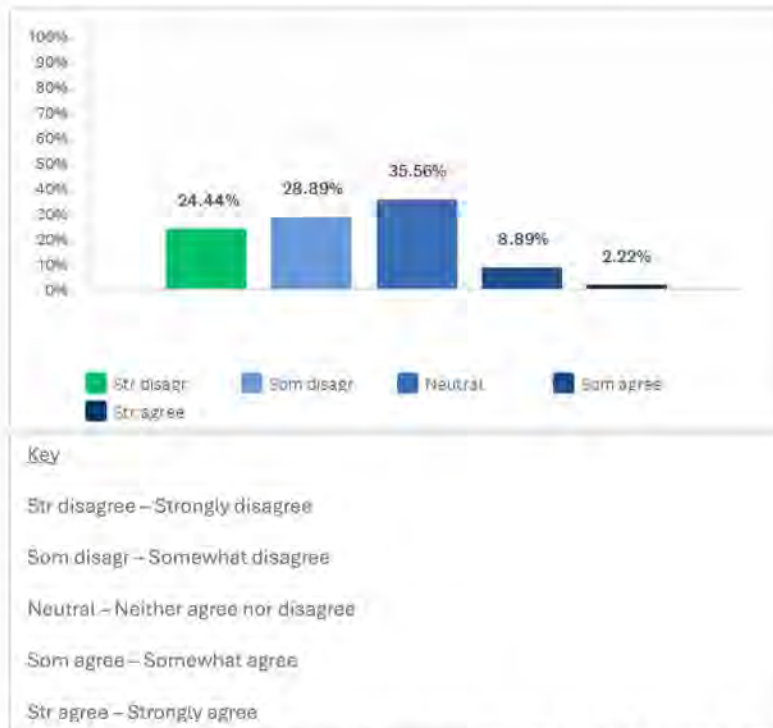 100%
90%
80%
70%
60%
50%
40%
30%
20%
10%
0%
24.44%
28.89%
35.56%
8.89%
2.22%
Str disagr Som disagr Neutral Som agree
Str agree
Key
Str disagree – Strongly disagree
Som disagr – Somewhat disagree
Neutral – Neither agree nor disagree
Som agree – Somewhat agree
Str agree – Strongly agree